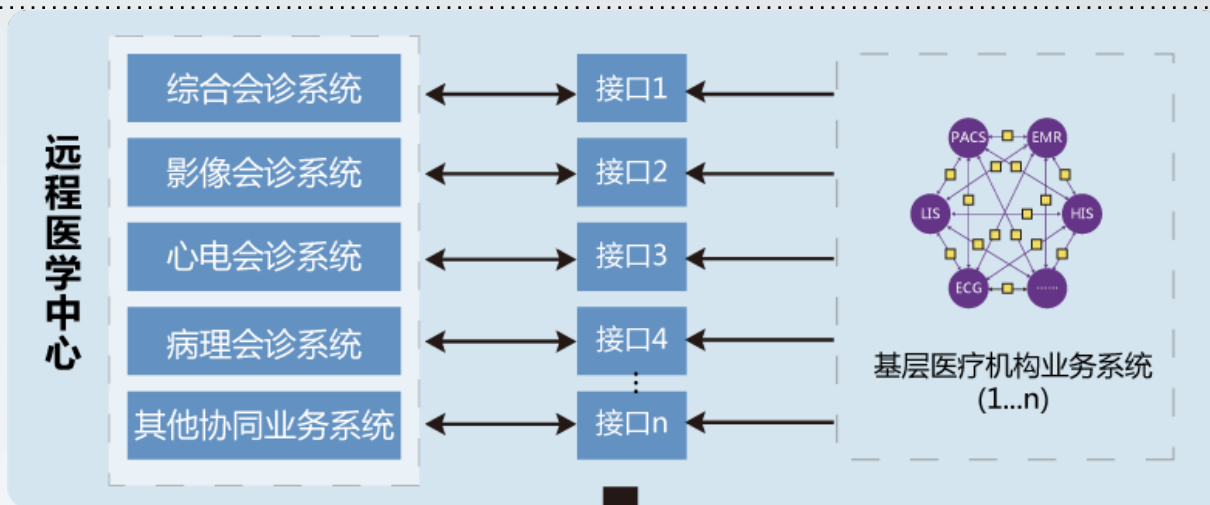 远程医学中心
综合会诊系统
影像会诊系统
心电会诊系统
病理会诊系统
其他协同业务系统
接口1
接口2
接口3
接口4
⋮
接口n
PACS
EMR
LIS
HIS
ECG
······
基层医疗机构业务系统
(1...n)